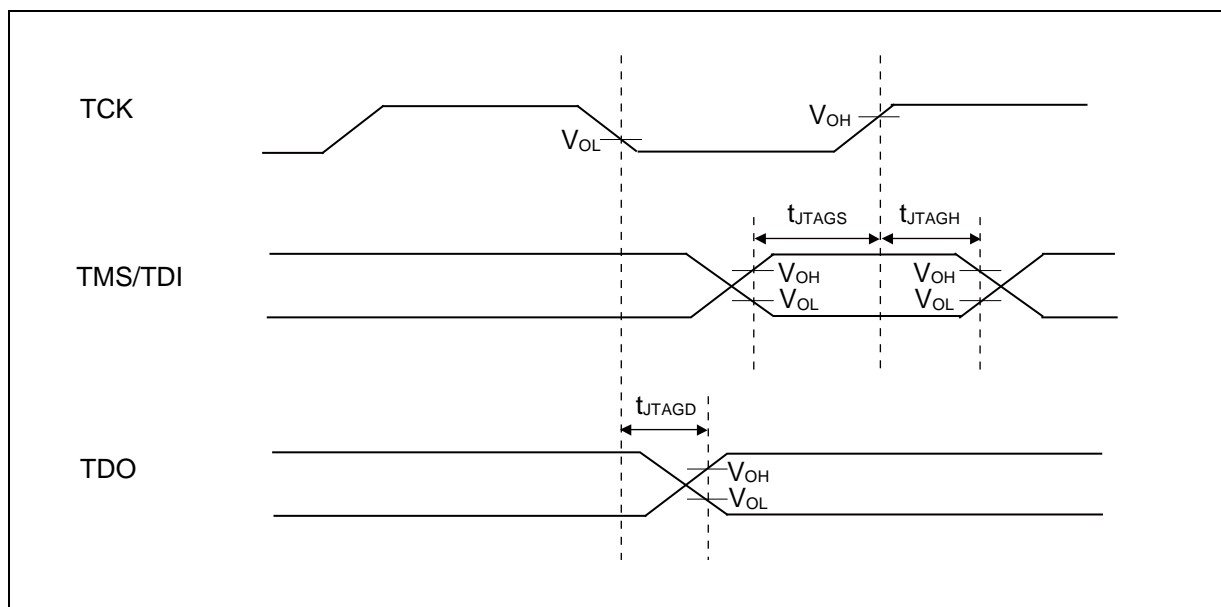 TCK
VOL
VOH
tJTAGS
tJTAGH
TMS/TDI
VOH
VOL
VOH
VOL
tJTAGD
TDO
VOH
VOL